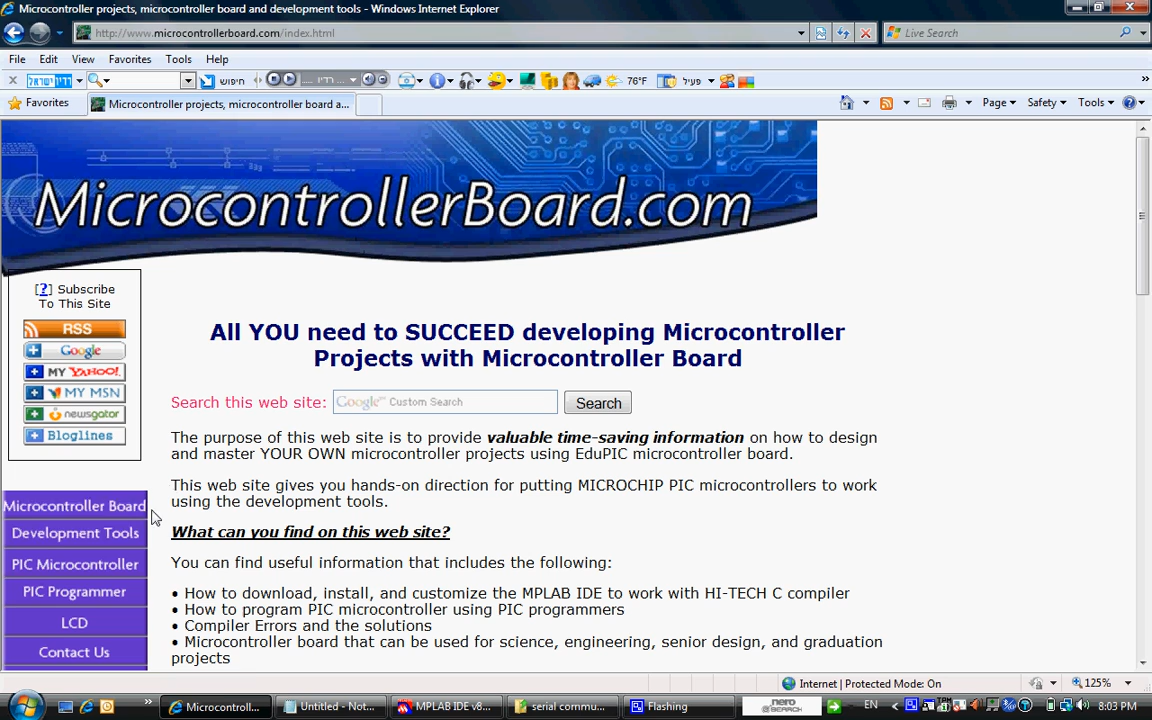 Microcontroller projects, microcontroller board and development tools - Windows Internet Explorer
http://www.microcontrollerboard.com/index.html
Live Search
File Edit View Favorites Tools Help
רדיו ישראל חיפוש ... רדיו 76°F פעיל
Favorites Microcontroller projects, microcontroller board a... Page Safety Tools
MicrocontrollerBoard.com
[?] Subscribe
To This Site
RSS
Google
MY YAHOO!
MY MSN
newsgator
Bloglines
Microcontroller Board
Development Tools
PIC Microcontroller
PIC Programmer
LCD
Contact Us
All YOU need to SUCCEED developing Microcontroller
Projects with Microcontroller Board
Search this web site: Google™ Custom Search Search
The purpose of this web site is to provide valuable time-saving information on how to design
and master YOUR OWN microcontroller projects using EduPIC microcontroller board.
This web site gives you hands-on direction for putting MICROCHIP PIC microcontrollers to work
using the development tools.
What can you find on this web site?
You can find useful information that includes the following:
• How to download, install, and customize the MPLAB IDE to work with HI-TECH C compiler
• How to program PIC microcontroller using PIC programmers
• Compiler Errors and the solutions
• Microcontroller board that can be used for science, engineering, senior design, and graduation
projects
Internet | Protected Mode: On 125%
Microcontroll... Untitled - Not... MPLAB IDE v8... serial commu... Flashing nero SEARCH EN 8:03 PM